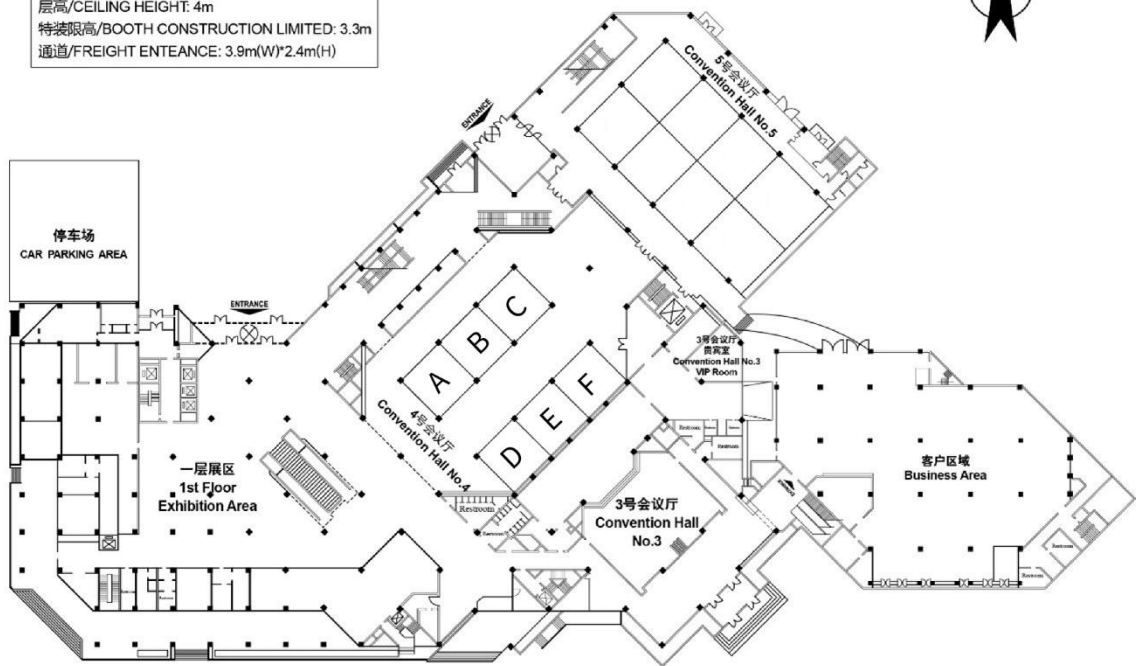 层高/CEILING HEIGHT: 4m
特装限高/BOOTH CONSTRUCTION LIMITED: 3.3m
通道/FREIGHT ENTEANCE: 3.9m(W)*2.4m(H)
5号会议厅
Convention Hall No.5
ENTRANCE
停车场
CAR PARKING AREA
ENTRANCE
A
B
C
D
E
F
4号会议厅
Convention Hall No.4
3号会议厅
贵宾室
Convention Hall No.3
VIP Room
Restroom
Restroom
一层展区
1st Floor
Exhibition Area
Restroom
Restroom
3号会议厅
Convention Hall
No.3
客户区域
Business Area
Restroom
Restroom